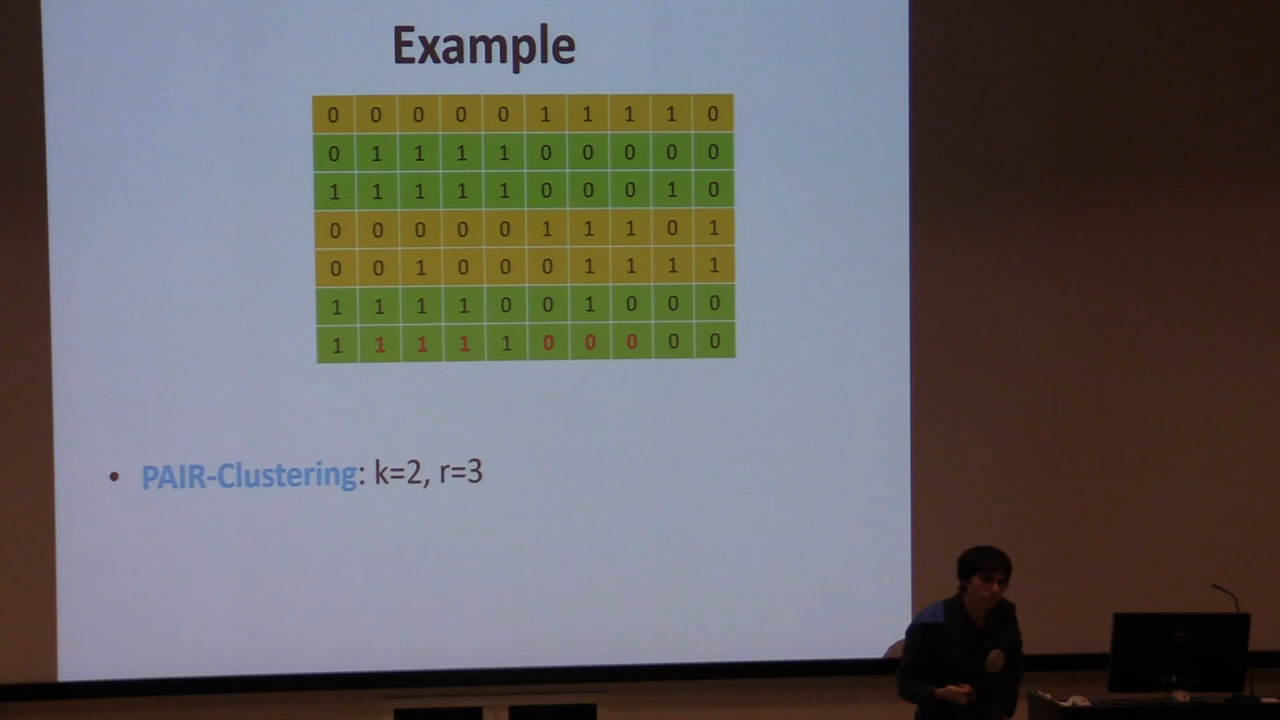 Example
0 0 0 0 0 1 1 1 1 0
0 1 1 1 1 0 0 0 0 0
1 1 1 1 1 0 0 0 1 0
0 0 0 0 0 1 1 1 0 1
0 0 1 0 0 0 1 1 1 1
1 1 1 1 0 0 1 0 0 0
1 1 1 1 1 0 0 0 0 0
• PAIR-Clustering: k=2, r=3